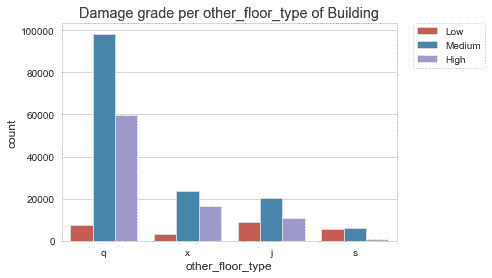 Damage grade per other_floor_type of Building
Low
Medium
High
100000
80000
60000
40000
20000
0
count
q x j s
other_floor_type